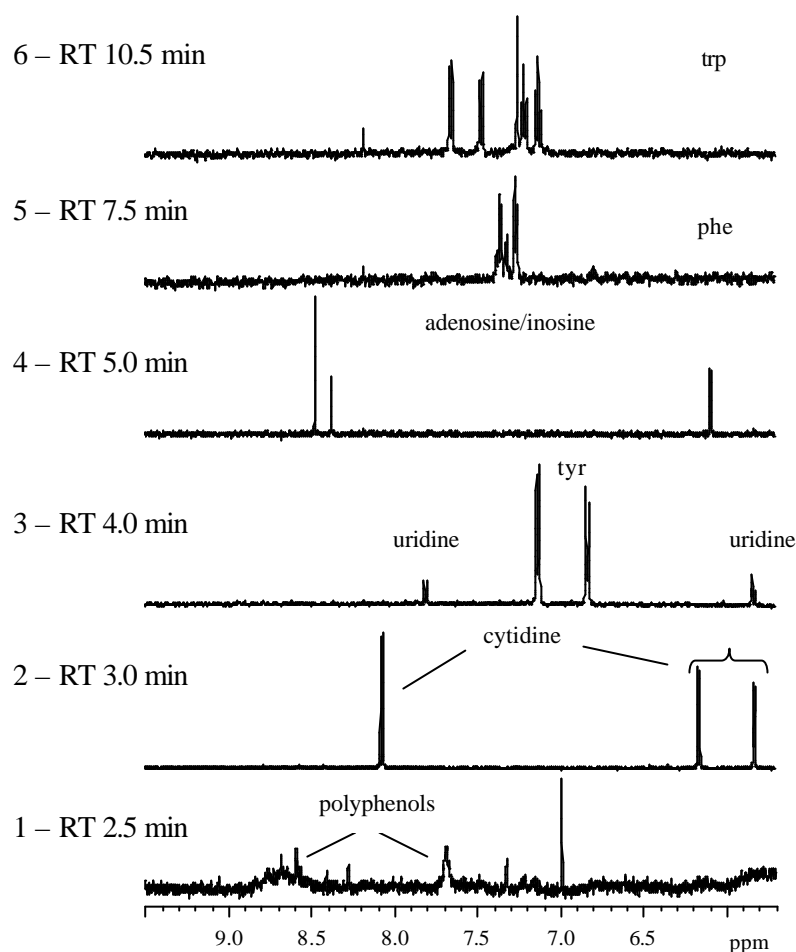 6 – RT 10.5 min
trp
5 – RT 7.5 min
phe
adenosine/inosine
4 – RT 5.0 min
tyr
3 – RT 4.0 min
uridine
uridine
cytidine
2 – RT 3.0 min
polyphenols
1 – RT 2.5 min
9.0 8.5 8.0 7.5 7.0 6.5 ppm